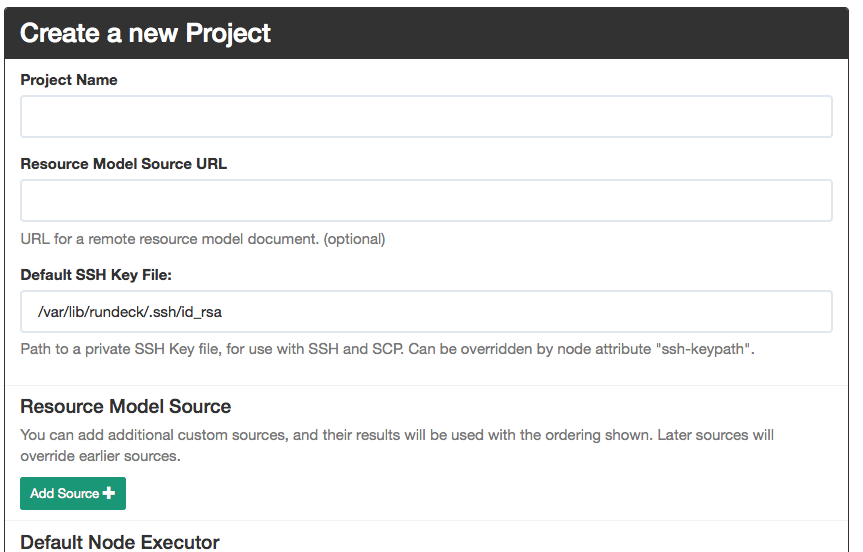 Create a new Project
Project Name
Resource Model Source URL
URL for a remote resource model document. (optional)
Default SSH Key File:
/var/lib/rundeck/.ssh/id_rsa
Path to a private SSH Key file, for use with SSH and SCP. Can be overridden by node attribute "ssh-keypath".
Resource Model Source
You can add additional custom sources, and their results will be used with the ordering shown. Later sources will
override earlier sources.
Add Source
Default Node Executor